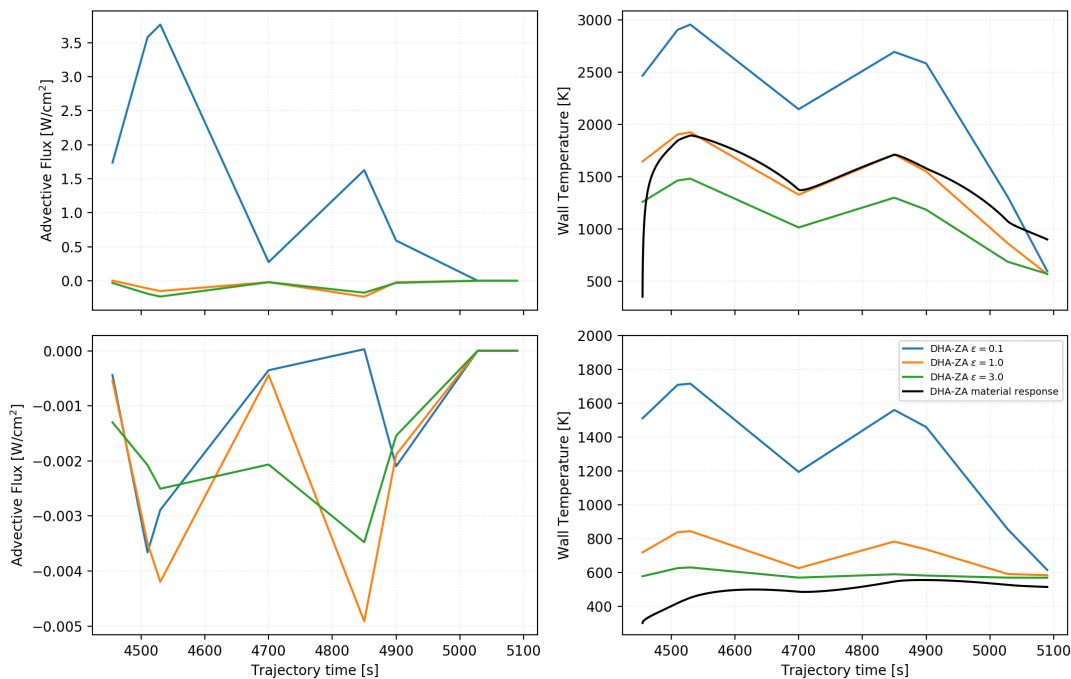 3.5
3.0
2.5
2.0
1.5
1.0
0.5
0.0
Advective Flux [W/cm²]
3000
2500
2000
1500
1000
500
Wall Temperature [K]
0.000
−0.001
−0.002
−0.003
−0.004
−0.005
Advective Flux [W/cm²]
4500 4600 4700 4800 4900 5000 5100
Trajectory time [s]
2000
1800
1600
1400
1200
1000
800
600
400
Wall Temperature [K]
DHA-ZA ε = 0.1
DHA-ZA ε = 1.0
DHA-ZA ε = 3.0
DHA-ZA material response
4500 4600 4700 4800 4900 5000 5100
Trajectory time [s]